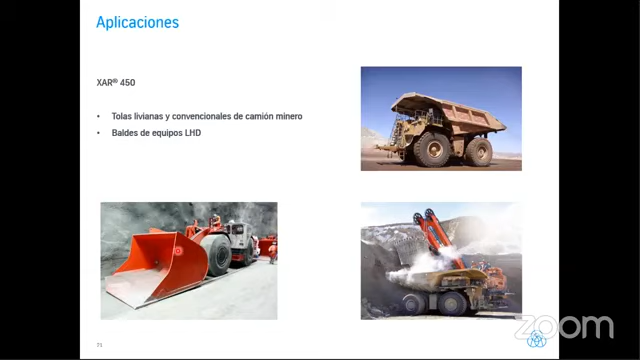 Aplicaciones
XAR® 450
• Tolas livianas y convencionales de camión minero
• Baldes de equipos LHD
71
zoom